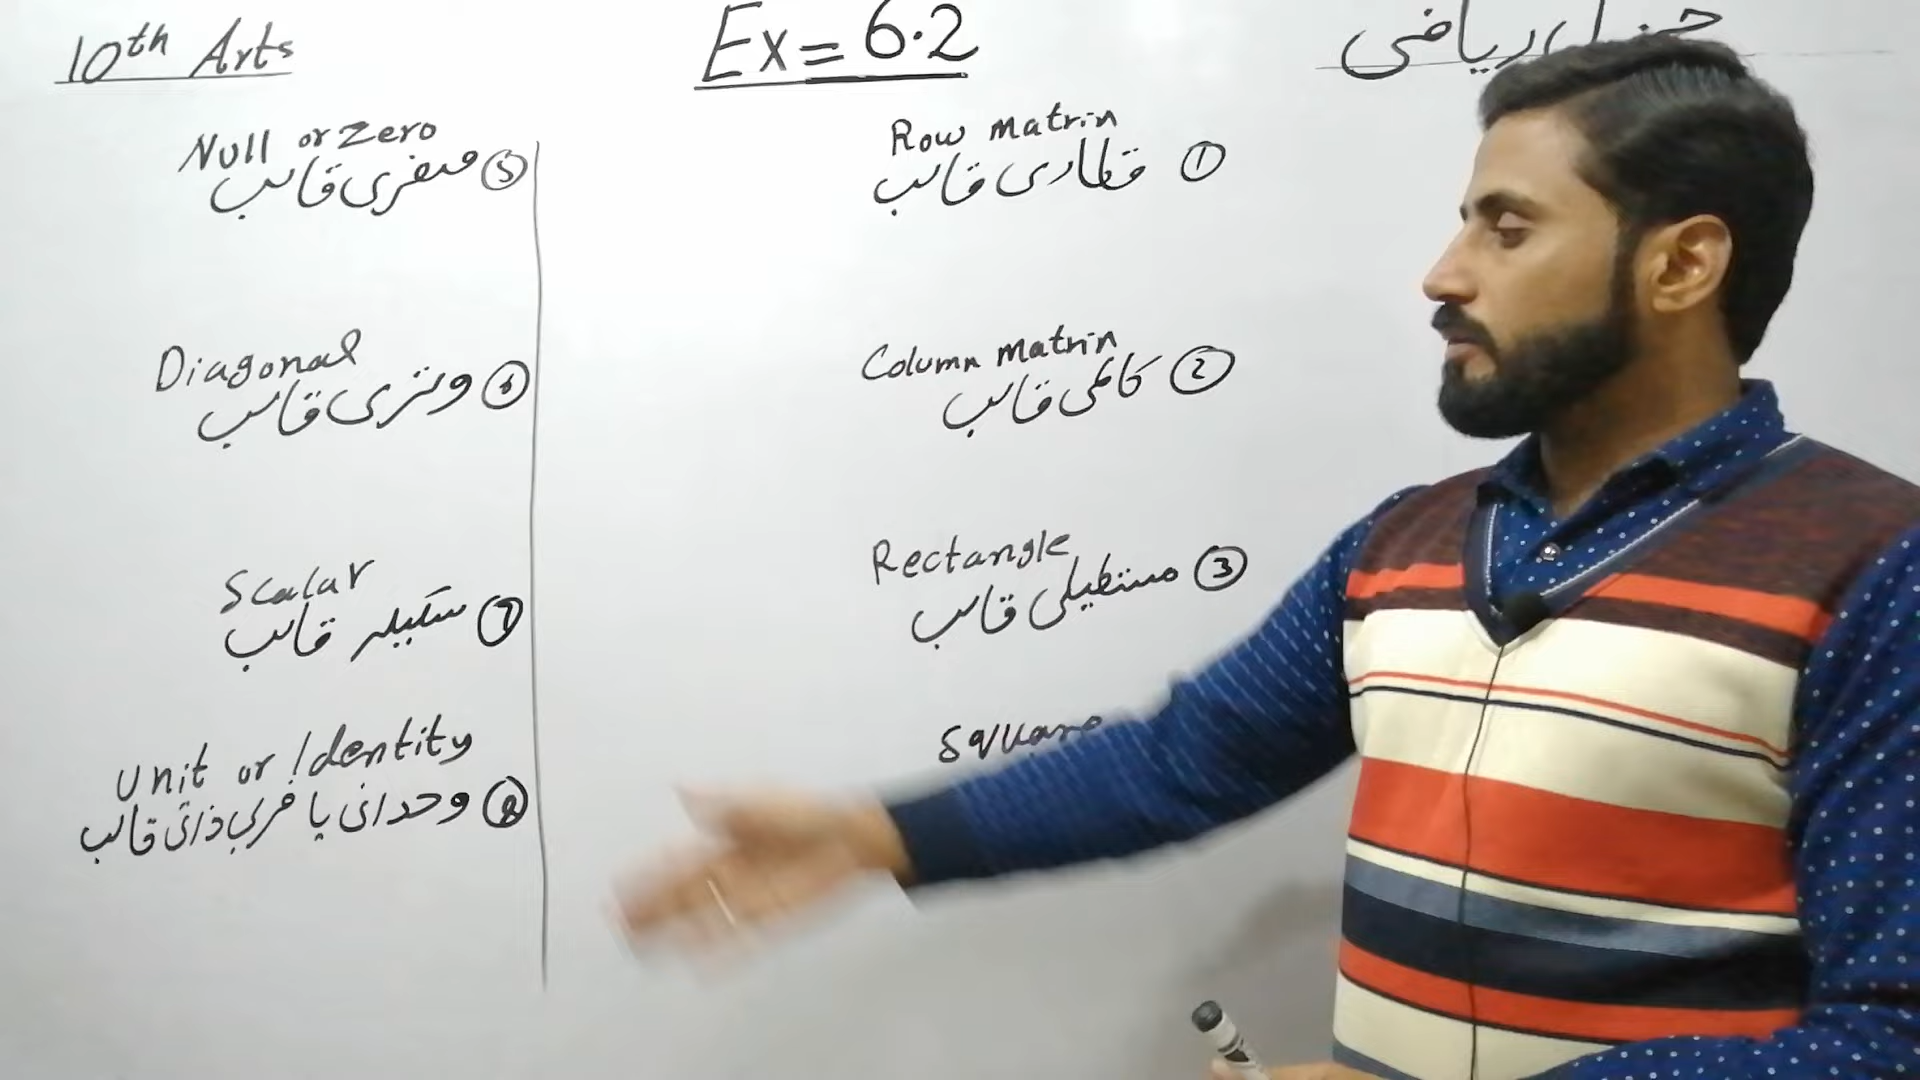 10th Arts
Ex = 6.2
جنرل ریاضی
Row matrin
① قطاری قالب
Column matrin
② کالمی قالب
Rectangle
③ مستطیلی قالب
Square
Null or Zero
⑤ صفری قالب
Diagonal
⑥ وتری قالب
Scalar
⑦ سکیلر قالب
Unit or Identity
⑧ وحدانی یا ضربی ذاتی قالب